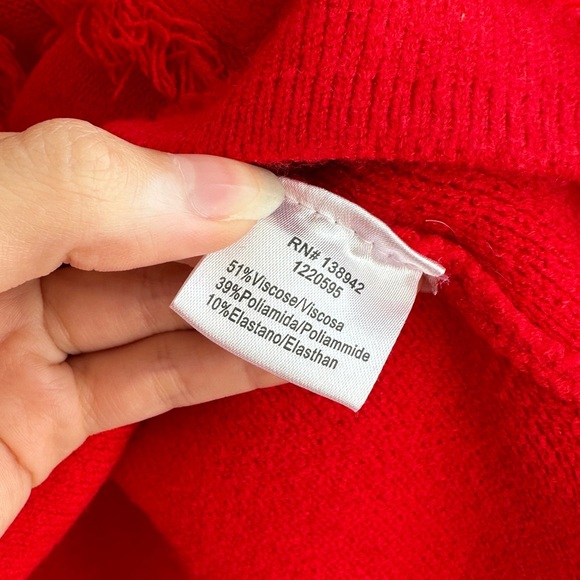 RN# 138942
1220595
51%Viscose/Viscosa
39%Poliamida/Poliammide
10%Elastano/Elasthan